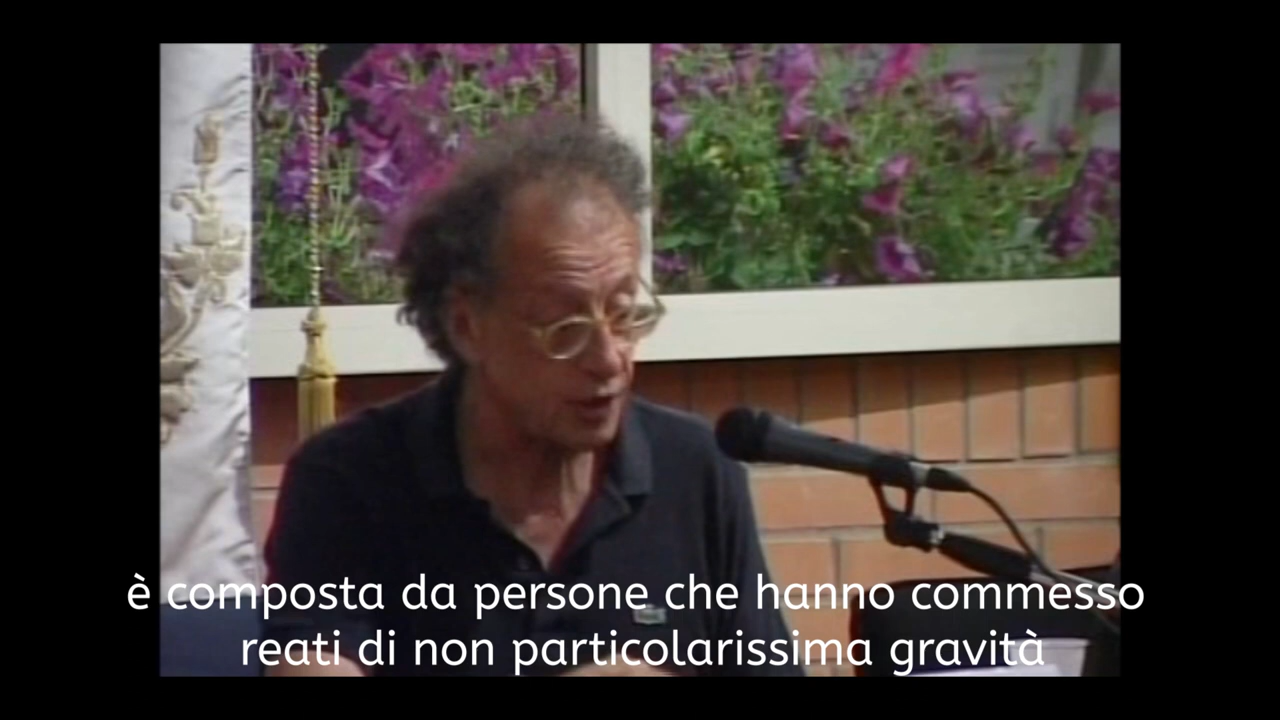 è composta da persone che hanno commesso
reati di non particolarissima gravità